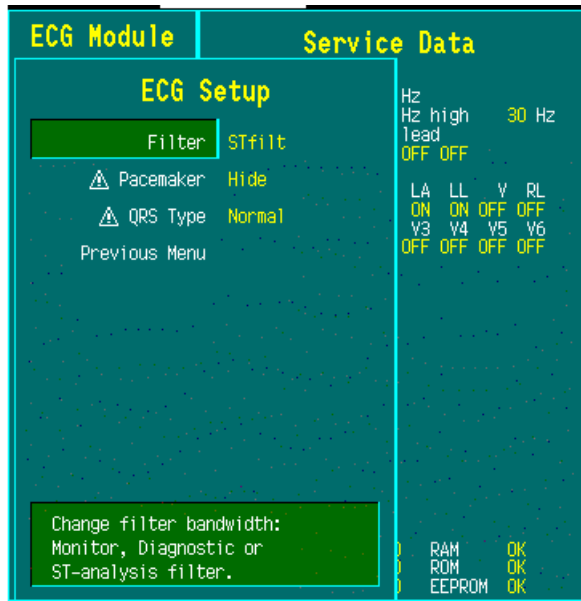 ECG Module
Service Data
ECG Setup
Filter STfilt
⚠ Pacemaker Hide
⚠ QRS Type Normal
Previous Menu
Change filter bandwidth:
Monitor, Diagnostic or
ST-analysis filter.
Hz
Hz high 30 Hz
lead
OFF OFF
LA LL V RL
ON ON OFF OFF
V3 V4 V5 V6
OFF OFF OFF OFF
RAM OK
ROM OK
EEPROM OK